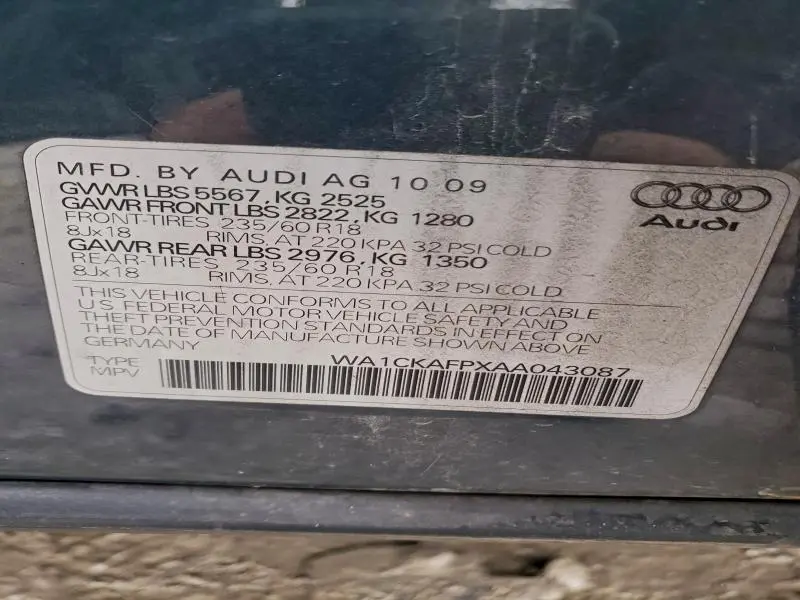 MFD. BY AUDI AG 10 09
GVWR LBS 5567, KG 2525
GAWR FRONT LBS 2822, KG 1280
FRONT-TIRES, 235/60 R18
8Jx18 RIMS, AT 220 KPA 32 PSI COLD
GAWR REAR LBS 2976, KG 1350
REAR-TIRES, 235/60 R18
8Jx18 RIMS, AT 220 KPA 32 PSI COLD
THIS VEHICLE CONFORMS TO ALL APPLICABLE
U.S. FEDERAL MOTOR VEHICLE SAFETY AND
THEFT PREVENTION STANDARDS IN EFFECT ON
THE DATE OF MANUFACTURE SHOWN ABOVE
GERMANY
TYPE WA1CKAFPXAA043087
MPV
Audi